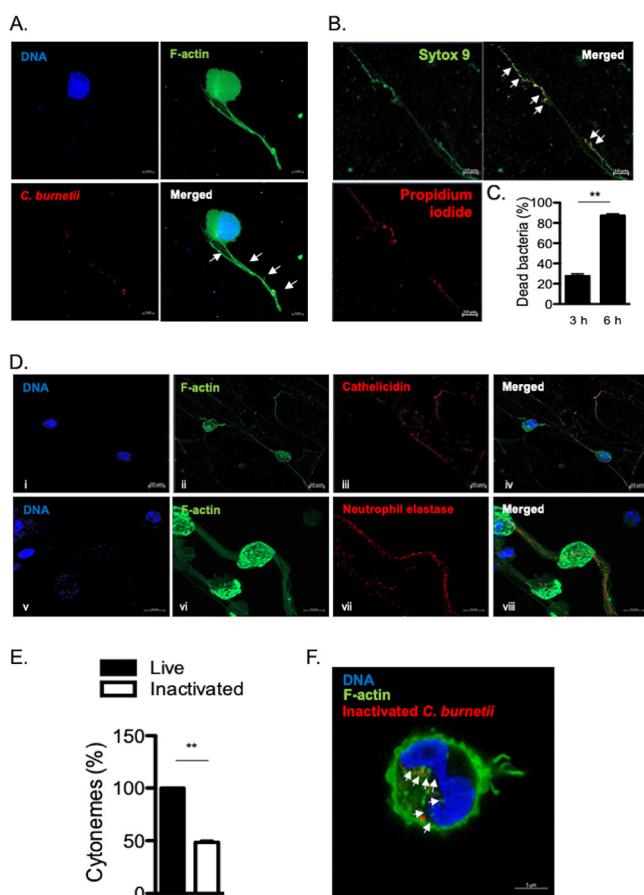 A.
DNA
F-actin
C. burnetii
Merged
B.
Sytox 9
Merged
Propidium
iodide
C.
**
Dead bacteria (%)
100
80
60
40
20
0
3 h
6 h
D.
DNA
F-actin
Cathelicidin
Merged
i
ii
iii
iv
DNA
F-actin
Neutrophil elastase
Merged
v
vi
vii
viii
E.
Live
Inactivated
**
Cytonemes (%)
150
100
50
0
F.
DNA
F-actin
Inactivated C. burnetii
5 µm